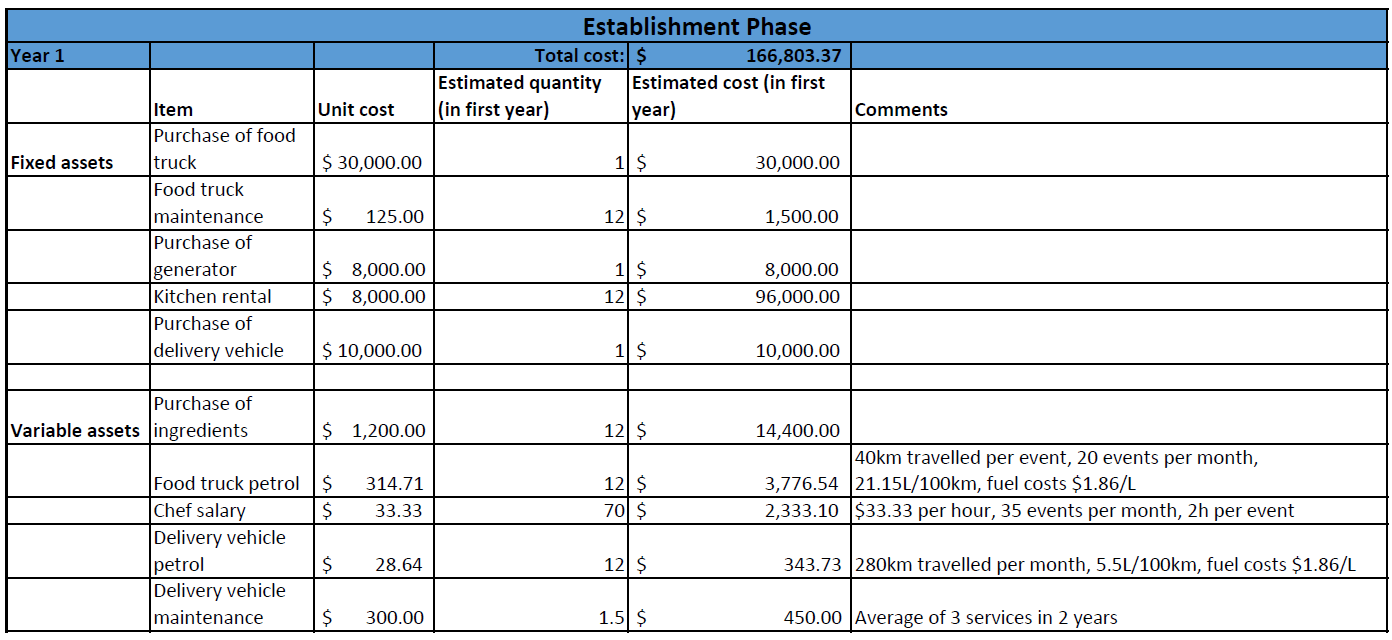 Establishment Phase
Year 1 Total cost: $ 166,803.37
Estimated quantity Estimated cost (in first
Item Unit cost (in first year) year) Comments
Purchase of food
Fixed assets truck $ 30,000.00 1 $ 30,000.00
Food truck
maintenance $ 125.00 12 $ 1,500.00
Purchase of
generator $ 8,000.00 1 $ 8,000.00
Kitchen rental $ 8,000.00 12 $ 96,000.00
Purchase of
delivery vehicle $ 10,000.00 1 $ 10,000.00
Purchase of
Variable assets ingredients $ 1,200.00 12 $ 14,400.00
40km travelled per event, 20 events per month,
Food truck petrol $ 314.71 12 $ 3,776.54 21.15L/100km, fuel costs $1.86/L
Chef salary $ 33.33 70 $ 2,333.10 $33.33 per hour, 35 events per month, 2h per event
Delivery vehicle
petrol $ 28.64 12 $ 343.73 280km travelled per month, 5.5L/100km, fuel costs $1.86/L
Delivery vehicle
maintenance $ 300.00 1.5 $ 450.00 Average of 3 services in 2 years